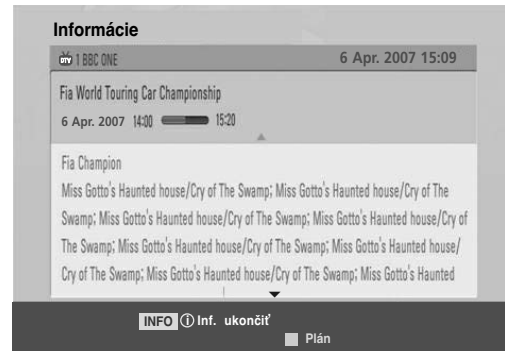 Informácie
DTV 1 BBC ONE 6 Apr. 2007 15:09
Fia World Touring Car Championship
6 Apr. 2007 14:00 15:20
Fia Champion
Miss Gotto's Haunted house/Cry of The Swamp; Miss Gotto's Haunted house/Cry of The
Swamp; Miss Gotto's Haunted house/Cry of The Swamp; Miss Gotto's Haunted house/Cry of
The Swamp; Miss Gotto's Haunted house/Cry of The Swamp; Miss Gotto's Haunted house/
Cry of The Swamp; Miss Gotto's Haunted house/Cry of The Swamp; Miss Gotto's Haunted
INFO ⓘ Inf. ukončiť
Plán